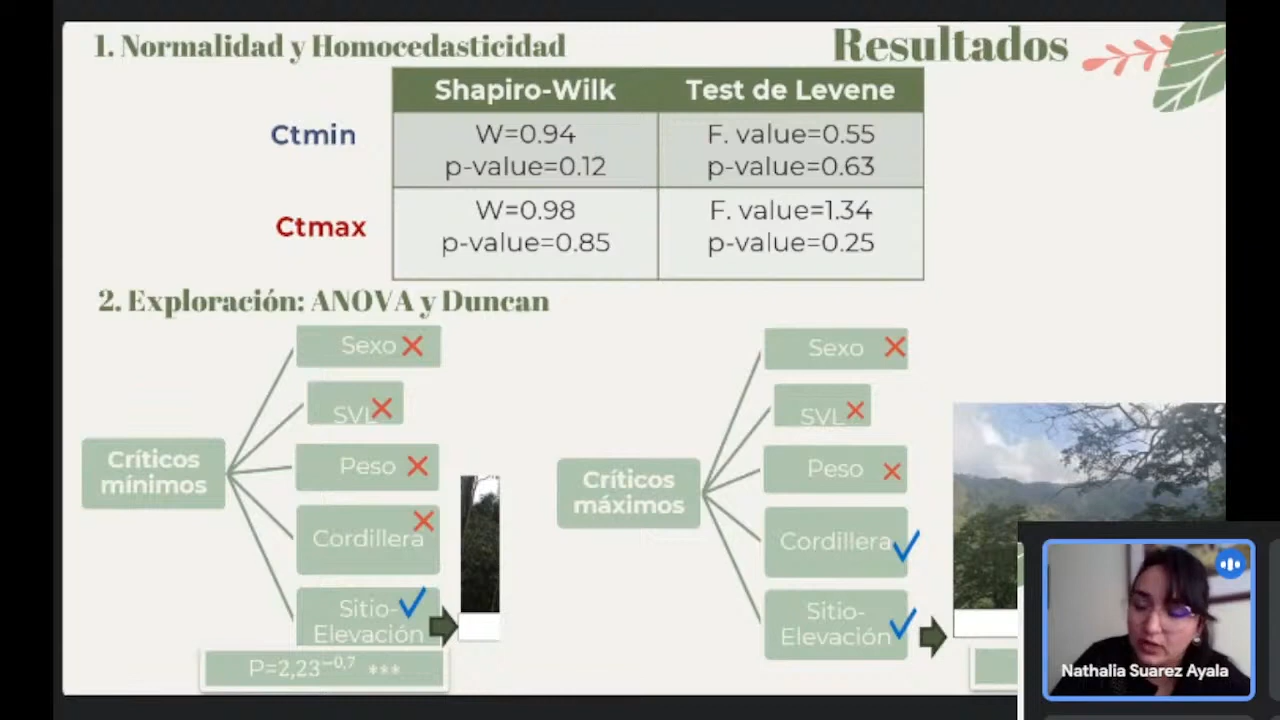 1. Normalidad y Homocedasticidad
Resultados
Shapiro-Wilk
Test de Levene
Ctmin
W=0.94
p-value=0.12
F. value=0.55
p-value=0.63
Ctmax
W=0.98
p-value=0.85
F. value=1.34
p-value=0.25
2. Exploración: ANOVA y Duncan
Críticos
mínimos
Sexo
SVL
Peso
Cordillera
Sitio-
Elevación
P=2,23⁻⁰,⁷ ***
Críticos
máximos
Sexo
SVL
Peso
Cordillera
Sitio-
Elevación
Nathalia Suarez Ayala